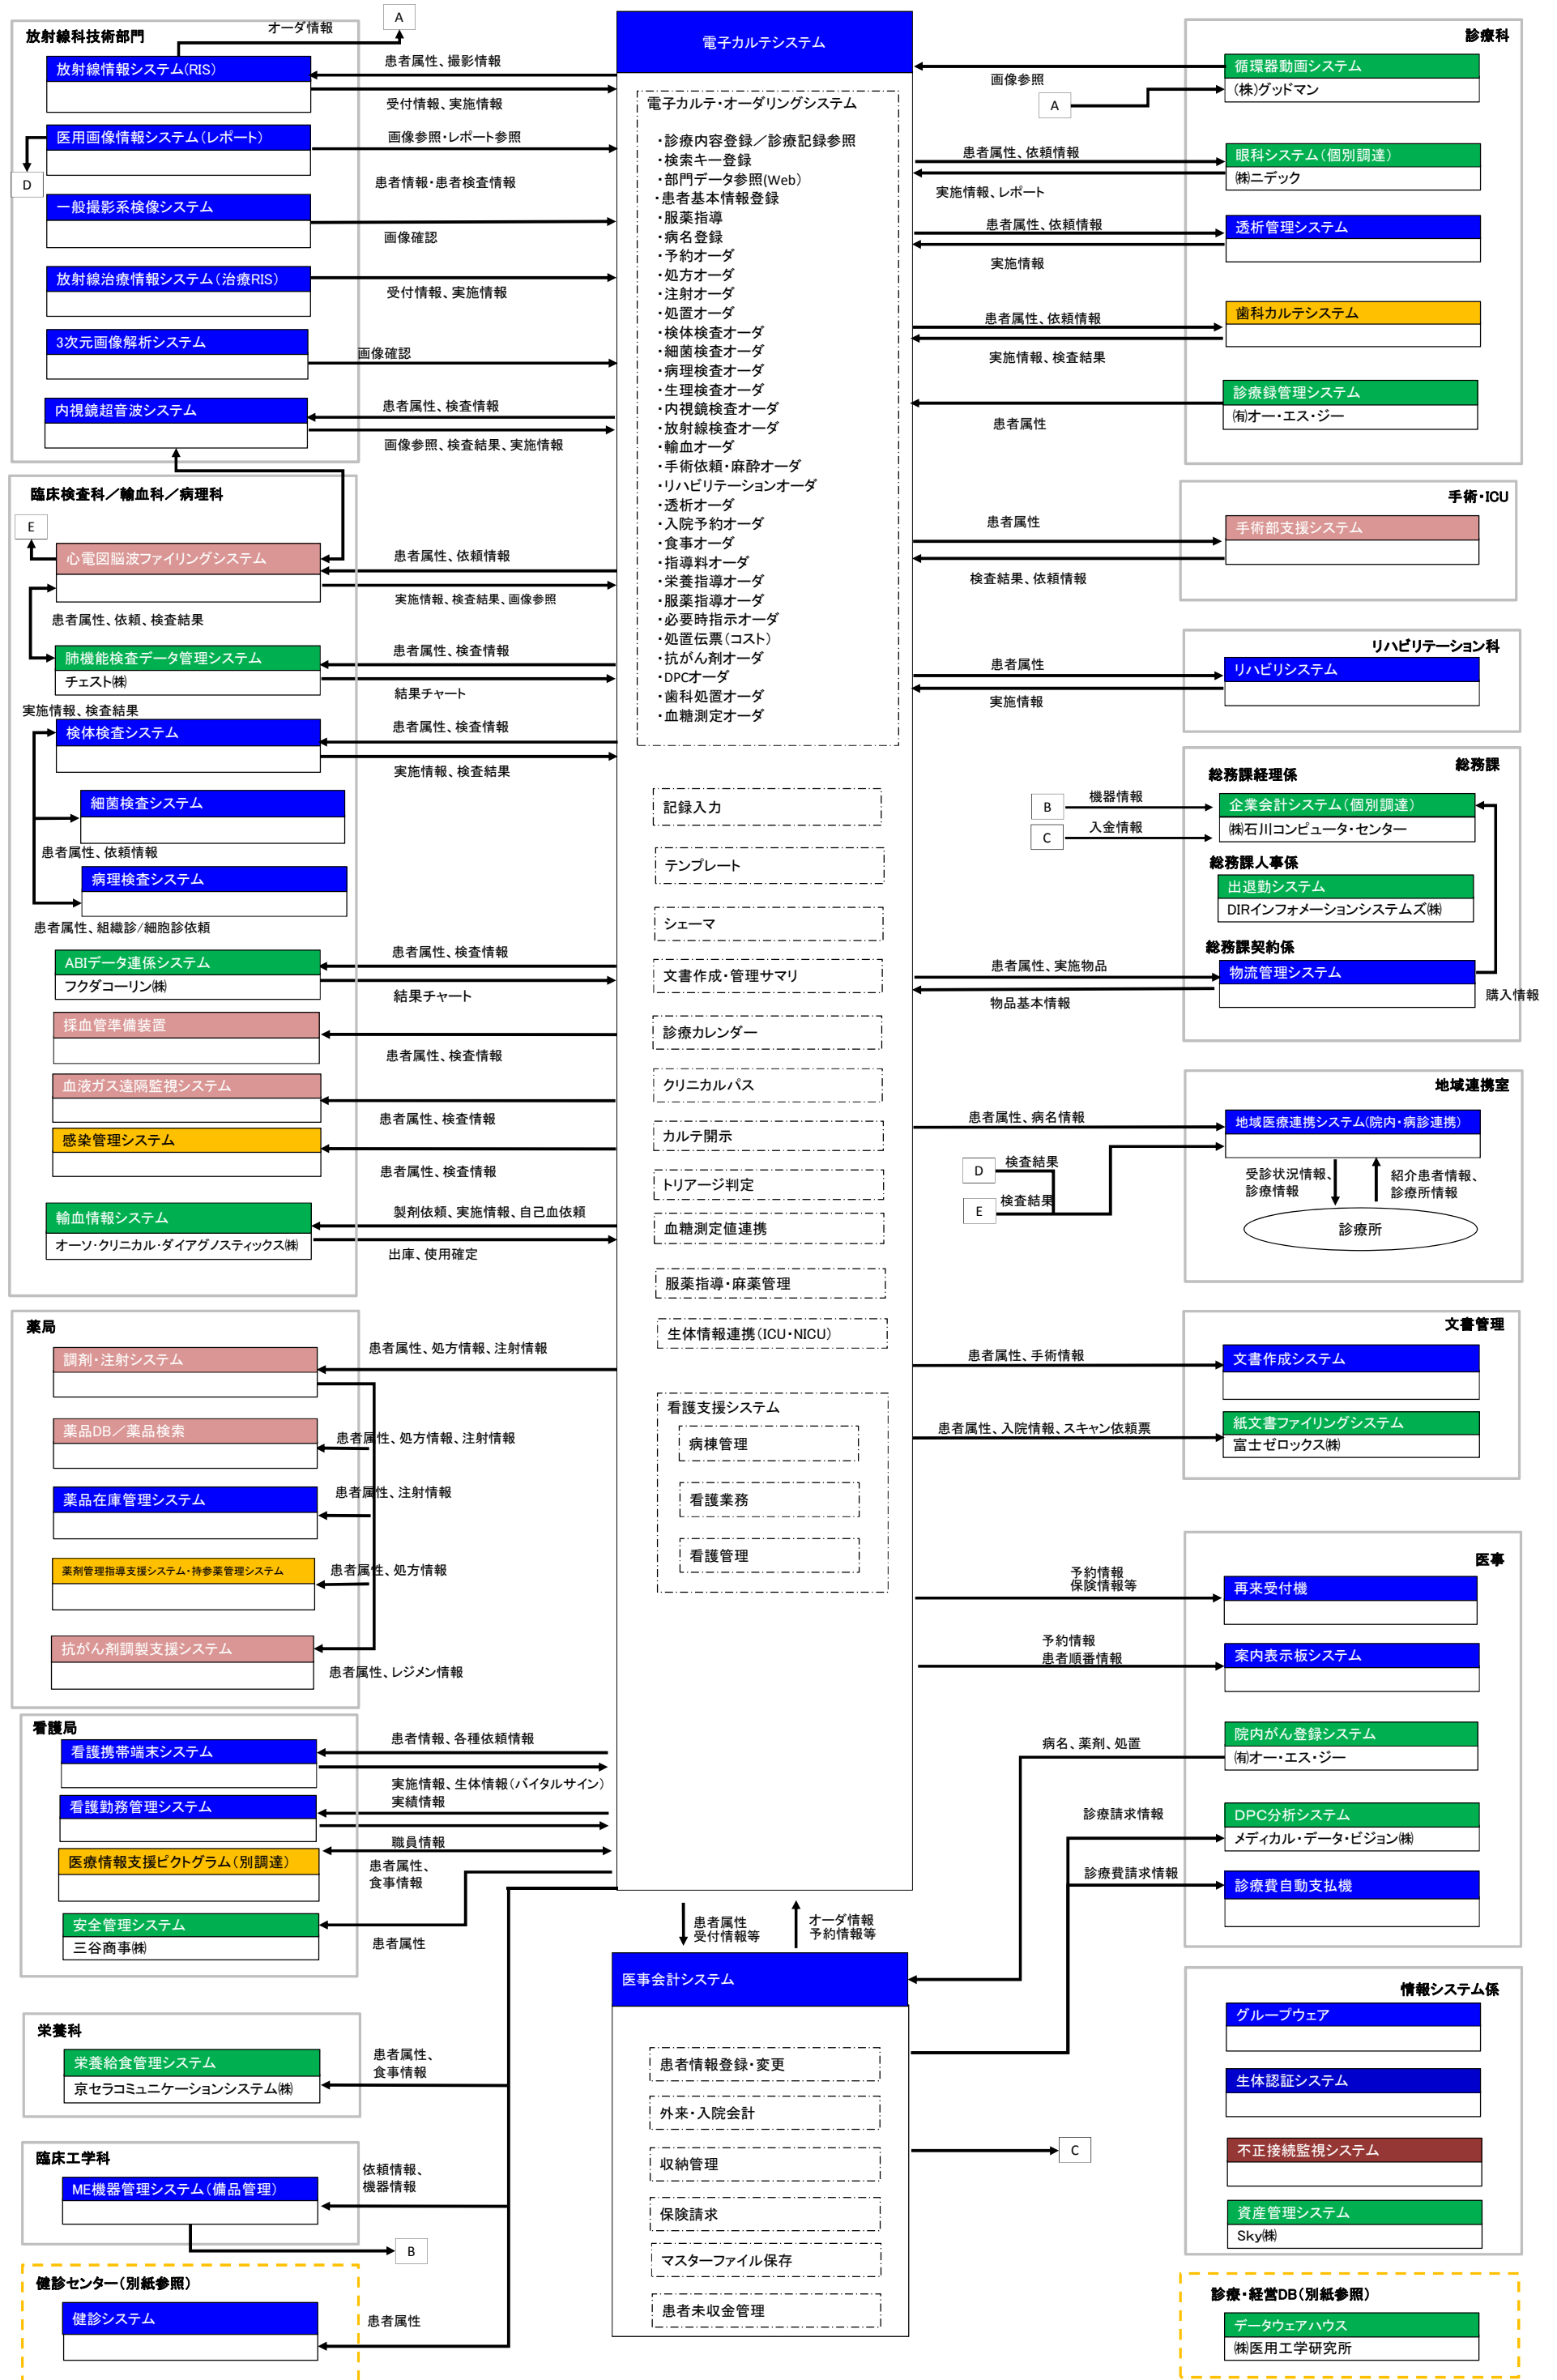 放射線科技術部門
オーダ情報
A
放射線情報システム(RIS)
患者属性、撮影情報
受付情報、実施情報
医用画像情報システム（レポート）
画像参照・レポート参照
D
患者情報・患者検査情報
一般撮影系検像システム
画像確認
放射線治療情報システム（治療RIS）
受付情報、実施情報
3次元画像解析システム
画像確認
内視鏡超音波システム
患者属性、検査情報
画像参照、検査結果、実施情報
臨床検査科／輸血科／病理科
E
心電図脳波ファイリングシステム
患者属性、依頼情報
実施情報、検査結果、画像参照
患者属性、依頼、検査結果
肺機能検査データ管理システム
チェスト㈱
患者属性、検査情報
結果チャート
実施情報、検査結果
検体検査システム
患者属性、検査情報
実施情報、検査結果
細菌検査システム
患者属性、依頼情報
病理検査システム
患者属性、組織診/細胞診依頼
ABIデータ連係システム
フクダコーリン㈱
患者属性、検査情報
結果チャート
採血管準備装置
患者属性、検査情報
血液ガス遠隔監視システム
患者属性、検査情報
感染管理システム
患者属性、検査情報
輸血情報システム
オーソ・クリニカル・ダイアグノスティックス㈱
製剤依頼、実施情報、自己血依頼
出庫、使用確定
薬局
調剤・注射システム
患者属性、処方情報、注射情報
薬品DB／薬品検索
患者属性、処方情報、注射情報
薬品在庫管理システム
患者属性、注射情報
薬剤管理指導支援システム・持参薬管理システム
患者属性、処方情報
抗がん剤調製支援システム
患者属性、レジメン情報
看護局
看護携帯端末システム
患者情報、各種依頼情報
実施情報、生体情報（バイタルサイン）
実績情報
看護勤務管理システム
職員情報
医療情報支援ピクトグラム（別調達）
患者属性、
食事情報
安全管理システム
三谷商事㈱
患者属性
栄養科
栄養給食管理システム
京セラコミュニケーションシステム㈱
患者属性、
食事情報
臨床工学科
ME機器管理システム（備品管理）
依頼情報、
機器情報
B
健診センター（別紙参照）
健診システム
患者属性
電子カルテシステム
電子カルテ・オーダリングシステム
・診療内容登録／診療記録参照
・検索キー登録
・部門データ参照(Web)
・患者基本情報登録
・服薬指導
・病名登録
・予約オーダ
・処方オーダ
・注射オーダ
・処置オーダ
・検体検査オーダ
・細菌検査オーダ
・病理検査オーダ
・生理検査オーダ
・内視鏡検査オーダ
・放射線検査オーダ
・輸血オーダ
・手術依頼・麻酔オーダ
・リハビリテーションオーダ
・透析オーダ
・入院予約オーダ
・食事オーダ
・指導料オーダ
・栄養指導オーダ
・服薬指導オーダ
・必要時指示オーダ
・処置伝票（コスト）
・抗がん剤オーダ
・DPCオーダ
・歯科処置オーダ
・血糖測定オーダ
記録入力
テンプレート
シェーマ
文書作成・管理サマリ
診療カレンダー
クリニカルパス
カルテ開示
トリアージ判定
血糖測定値連携
服薬指導・麻薬管理
生体情報連携（ICU・NICU）
看護支援システム
病棟管理
看護業務
看護管理
患者属性
受付情報等
オーダ情報
予約情報等
医事会計システム
患者情報登録・変更
外来・入院会計
収納管理
保険請求
マスターファイル保存
患者未収金管理
C
診療科
循環器動画システム
(株)グッドマン
画像参照
A
眼科システム（個別調達）
㈱ニデック
患者属性、依頼情報
実施情報、レポート
透析管理システム
患者属性、依頼情報
実施情報
歯科カルテシステム
患者属性、依頼情報
実施情報、検査結果
診療録管理システム
㈲オー・エス・ジー
患者属性
手術・ICU
手術部支援システム
患者属性
検査結果、依頼情報
リハビリテーション科
リハビリシステム
患者属性
実施情報
総務課
総務課経理係
企業会計システム（個別調達）
㈱石川コンピュータ・センター
B
機器情報
C
入金情報
総務課人事係
出退勤システム
DIRインフォメーションシステムズ㈱
総務課契約係
物流管理システム
患者属性、実施物品
物品基本情報
購入情報
地域連携室
地域医療連携システム(院内・病診連携)
患者属性、病名情報
D
検査結果
E
検査結果
受診状況情報、
診療情報
紹介患者情報、
診療所情報
診療所
文書管理
文書作成システム
患者属性、手術情報
紙文書ファイリングシステム
富士ゼロックス㈱
患者属性、入院情報、スキャン依頼票
医事
再来受付機
予約情報
保険情報等
案内表示板システム
予約情報
患者順番情報
院内がん登録システム
㈲オー・エス・ジー
病名、薬剤、処置
DPC分析システム
メディカル・データ・ビジョン㈱
診療請求情報
診療費自動支払機
診療費請求情報
情報システム係
グループウェア
生体認証システム
不正接続監視システム
資産管理システム
Sky㈱
診療・経営DB（別紙参照）
データウェアハウス
㈱医用工学研究所